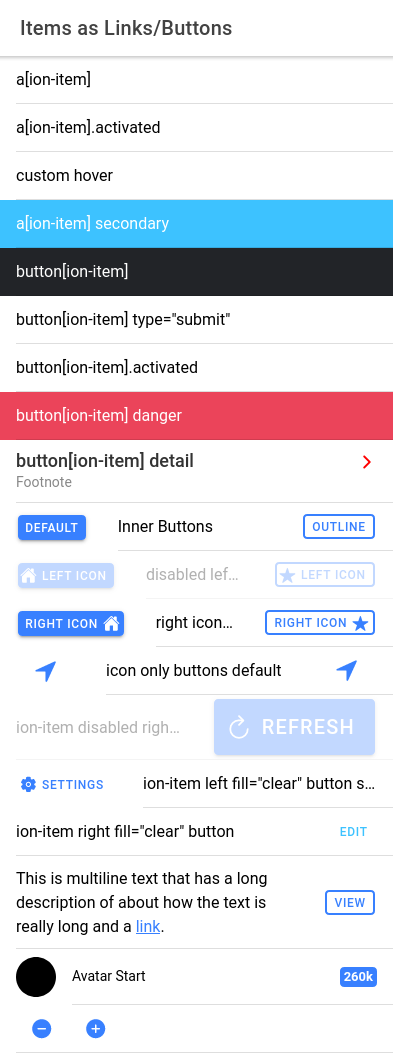 Items as Links/Buttons
a[ion-item]
a[ion-item].activated
custom hover
a[ion-item] secondary
button[ion-item]
button[ion-item] type="submit"
button[ion-item].activated
button[ion-item] danger
button[ion-item] detail
Footnote
DEFAULT Inner Buttons OUTLINE
LEFT ICON disabled lef… LEFT ICON
RIGHT ICON right icon… RIGHT ICON
icon only buttons default
ion-item disabled righ… REFRESH
SETTINGS ion-item left fill="clear" button s…
ion-item right fill="clear" button EDIT
This is multiline text that has a long
description of about how the text is VIEW
really long and a link.
Avatar Start 260k